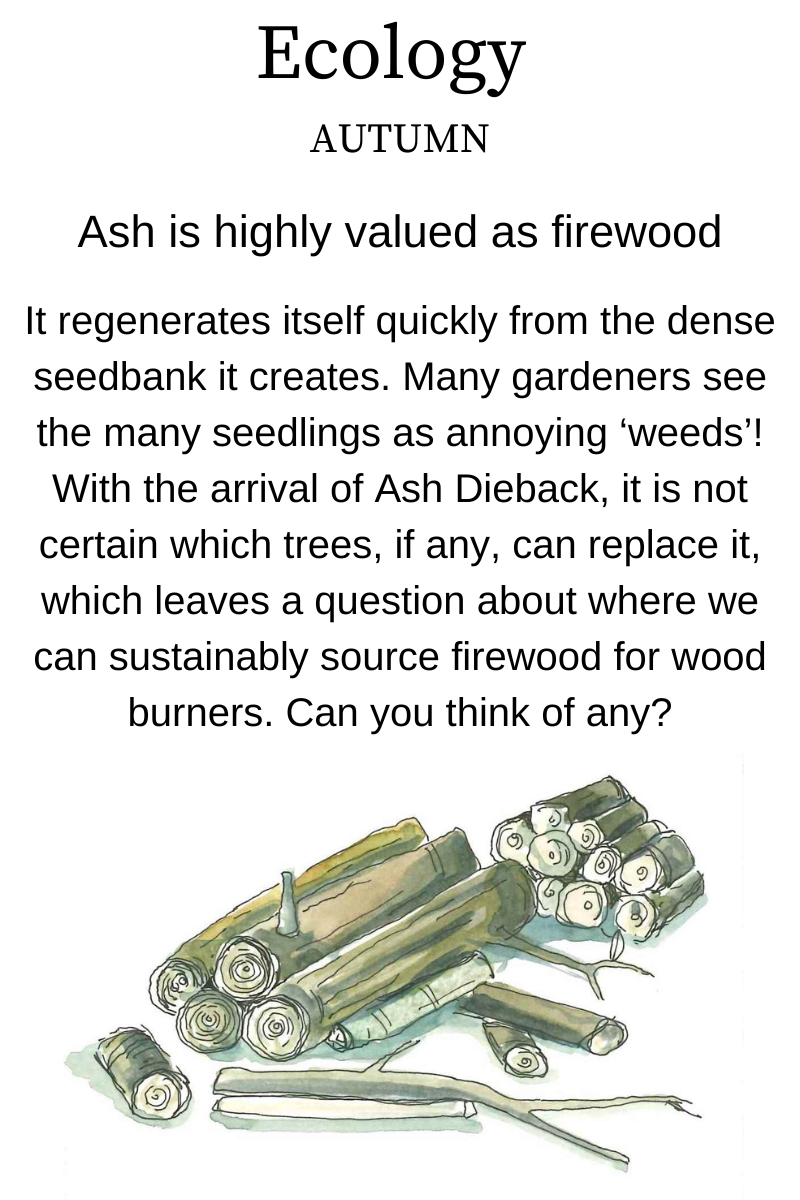 Ecology
AUTUMN
Ash is highly valued as firewood
It regenerates itself quickly from the dense
seedbank it creates. Many gardeners see
the many seedlings as annoying ‘weeds’!
With the arrival of Ash Dieback, it is not
certain which trees, if any, can replace it,
which leaves a question about where we
can sustainably source firewood for wood
burners. Can you think of any?